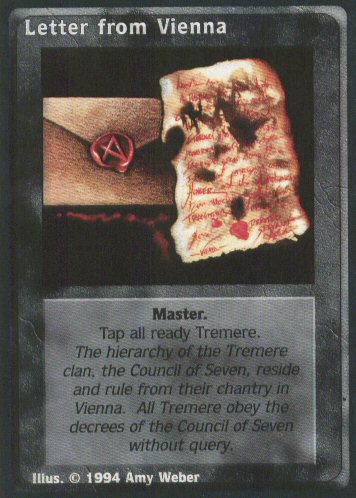 Letter from Vienna
Master.
Tap all ready Tremere.
The hierarchy of the Tremere
clan, the Council of Seven, reside
and rule from their chantry in
Vienna. All Tremere obey the
decrees of the Council of Seven
without query.
Illus. © 1994 Amy Weber